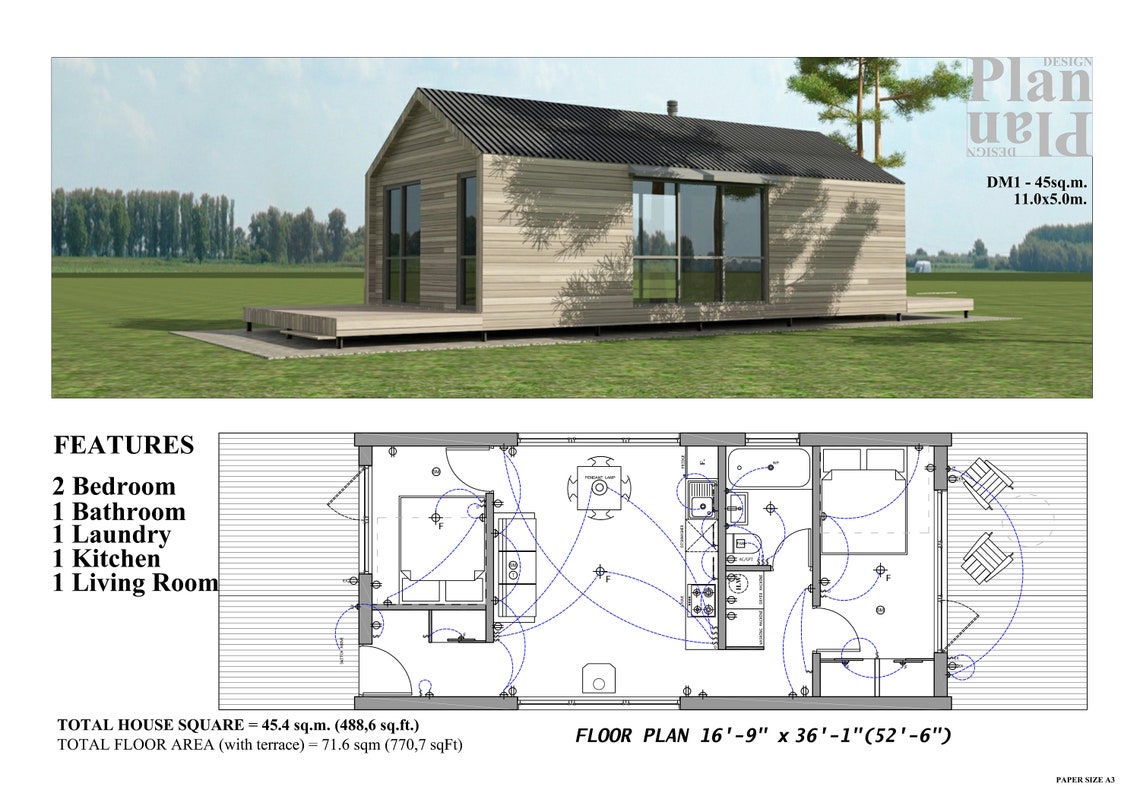 DESIGN
Plan
Plan
DESIGN
DM1 - 45sq.m.
11.0x5.0m.
FEATURES
2 Bedroom
1 Bathroom
1 Laundry
1 Kitchen
1 Living Room
PENDANT LAMP
F
F
F
TOTAL HOUSE SQUARE = 45.4 sq.m. (488,6 sq.ft.)
TOTAL FLOOR AREA (with terrace) = 71.6 sqm (770,7 sqFt)
FLOOR PLAN 16'-9" x 36'-1"(52'-6")
PAPER SIZE A3